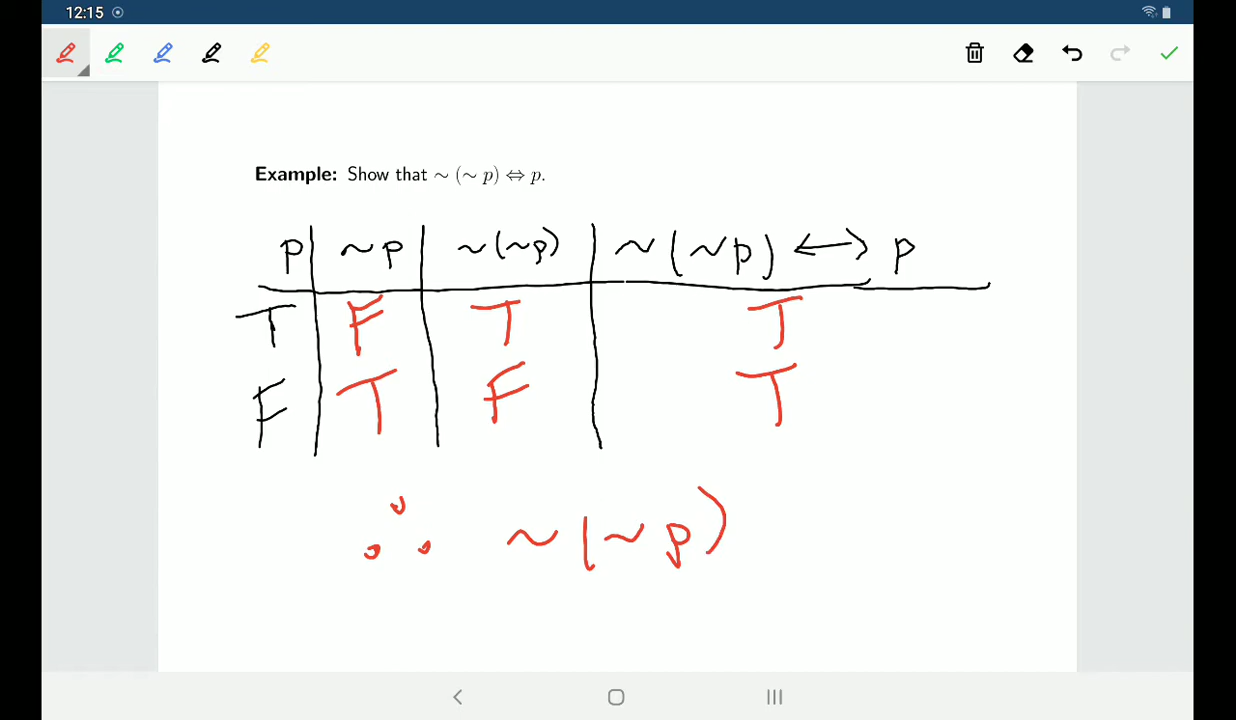 12:15
Example: Show that ∼ (∼ p) ⇔ p.
p ~p ~(~p) ~(~p) ↔ p
T F T T
F T F T
∴ ~(~p)